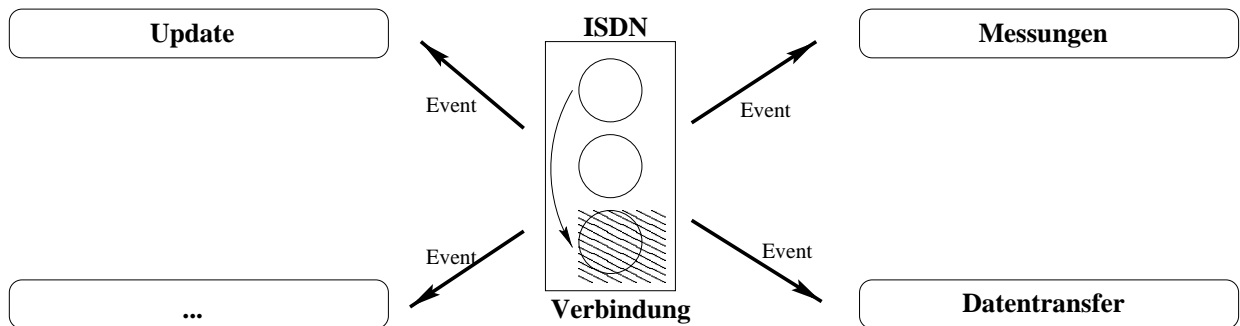 Update
ISDN
Messungen
Event
Event
Event
Event
...
Verbindung
Datentransfer